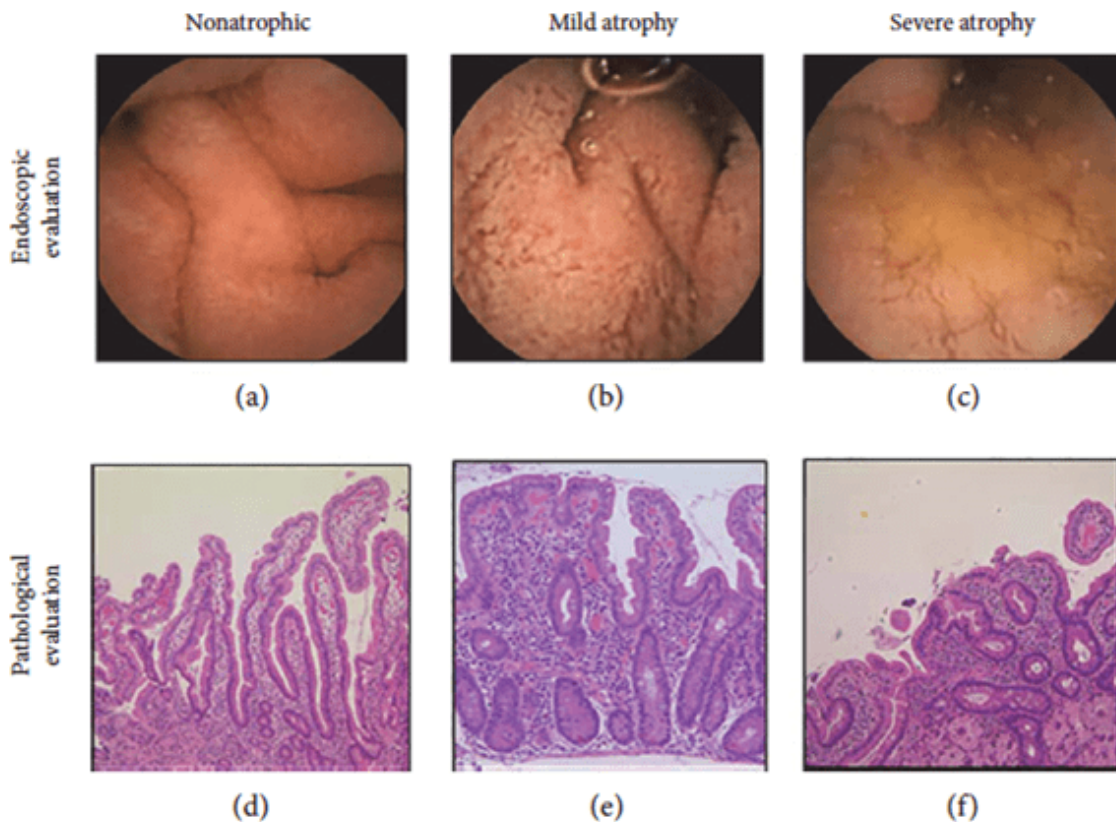 Nonatrophic
Mild atrophy
Severe atrophy
Endoscopic
evaluation
(a)
(b)
(c)
Pathological
evaluation
(d)
(e)
(f)